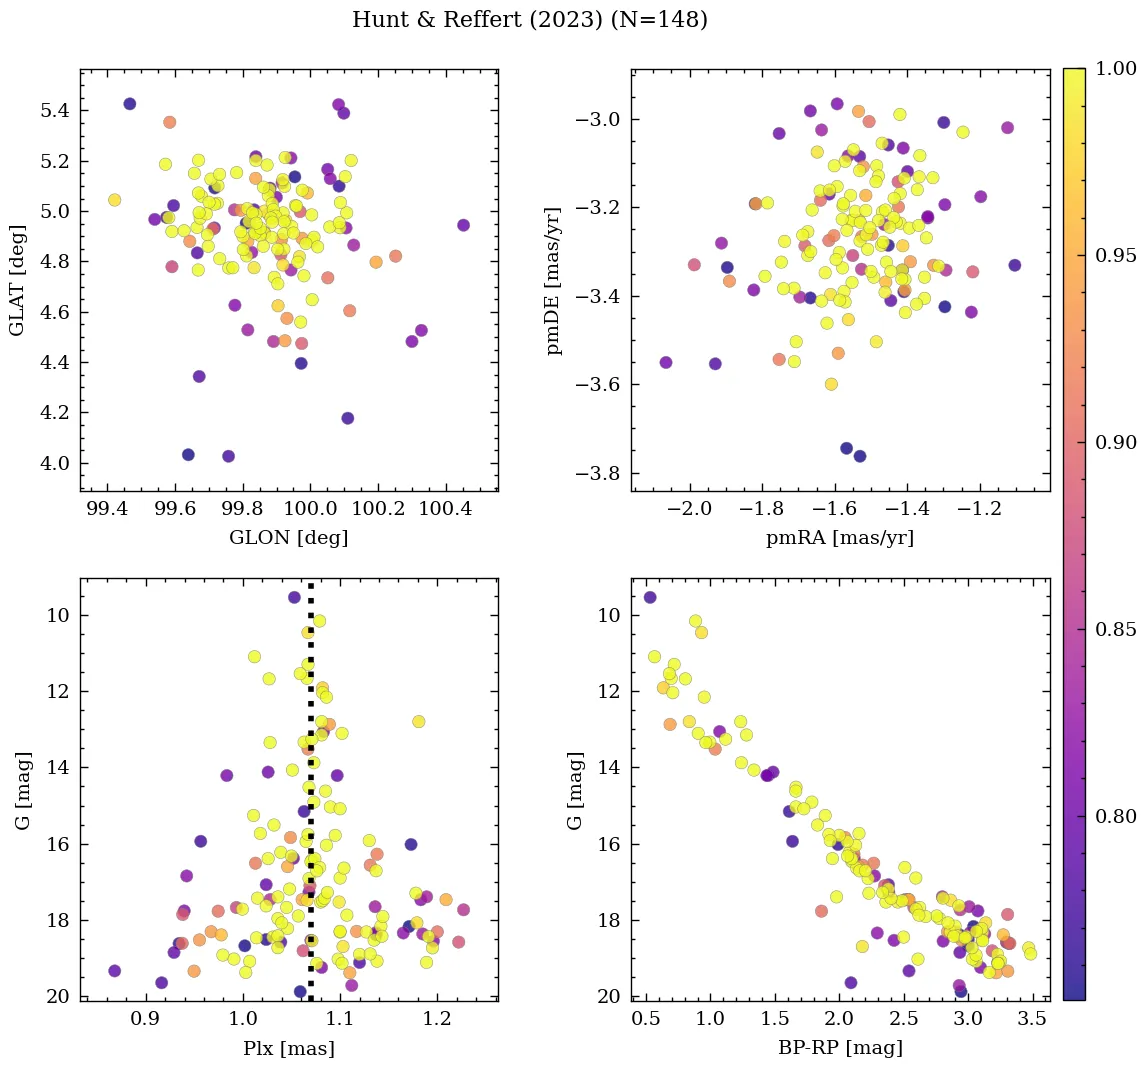 Hunt & Reffert (2023) (N=148)
5.4
5.2
5.0
4.8
4.6
4.4
4.2
4.0
GLAT [deg]
99.4 99.6 99.8 100.0 100.2 100.4
GLON [deg]
−3.0
−3.2
−3.4
−3.6
−3.8
pmDE [mas/yr]
−2.0 −1.8 −1.6 −1.4 −1.2
pmRA [mas/yr]
1.00
0.95
0.90
0.85
0.80
10
12
14
16
18
20
G [mag]
0.9 1.0 1.1 1.2
Plx [mas]
10
12
14
16
18
20
G [mag]
0.5 1.0 1.5 2.0 2.5 3.0 3.5
BP-RP [mag]